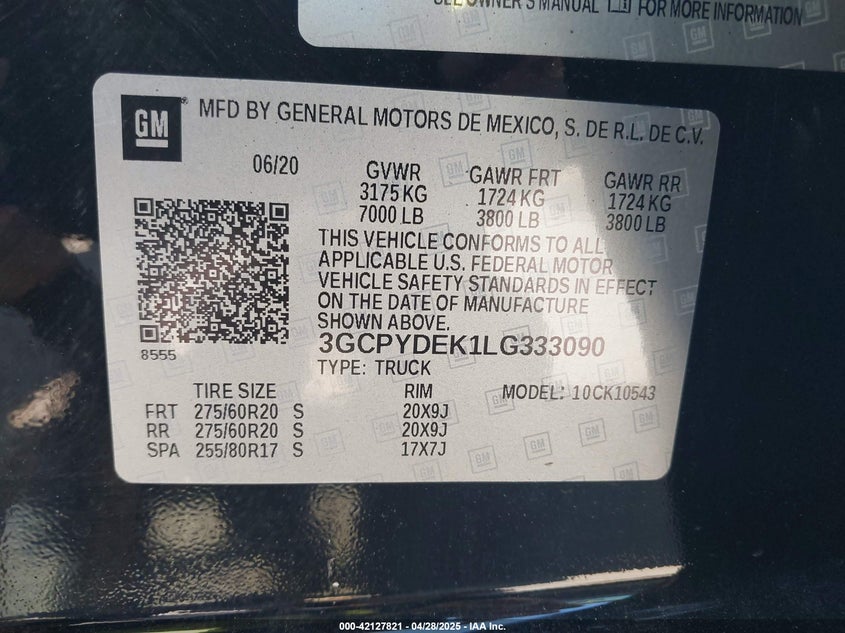 SEE OWNER'S MANUAL FOR MORE INFORMATION
GM
MFD BY GENERAL MOTORS DE MEXICO, S. DE R.L. DE C.V.
06/20 GVWR GAWR FRT GAWR RR
3175 KG 1724 KG 1724 KG
7000 LB 3800 LB 3800 LB
THIS VEHICLE CONFORMS TO ALL
APPLICABLE U.S. FEDERAL MOTOR
VEHICLE SAFETY STANDARDS IN EFFECT
ON THE DATE OF MANUFACTURE
SHOWN ABOVE.
8555
3GCPYDEK1LG333090
TYPE: TRUCK
TIRE SIZE RIM MODEL: 10CK10543
FRT 275/60R20 S 20X9J
RR 275/60R20 S 20X9J
SPA 255/80R17 S 17X7J
000-42127821 | 04/28/2025 - IAA Inc.